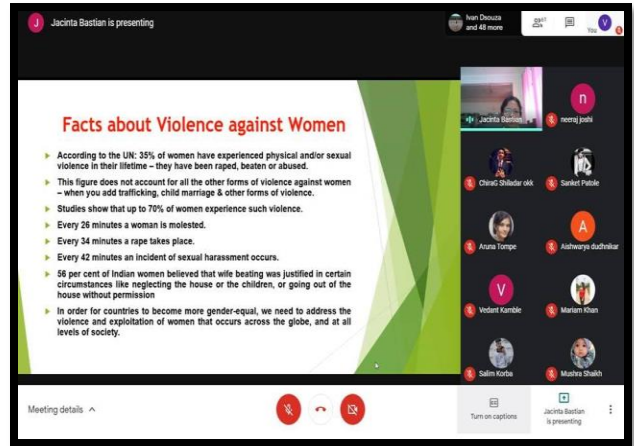 J Jacinta Bastian is presenting
Ivan Dsouza
and 48 more
61
You
V
Facts about Violence against Women
According to the UN: 35% of women have experienced physical and/or sexual
violence in their lifetime – they have been raped, beaten or abused.
This figure does not account for all the other forms of violence against women
– when you add trafficking, child marriage & other forms of violence.
Studies show that up to 70% of women experience such violence.
Every 26 minutes a woman is molested.
Every 34 minutes a rape takes place.
Every 42 minutes an incident of sexual harassment occurs.
56 per cent of Indian women believed that wife beating was justified in certain
circumstances like neglecting the house or the children, or going out of the
house without permission
In order for countries to become more gender-equal, we need to address the
violence and exploitation of women that occurs across the globe, and at all
levels of society.
Jacinta Bastian
n
neeraj joshi
ChiraG Shiladar okk
Sanket Patole
Aruna Tompe
A
Aishwarya dudhnikar
V
Vedant Kamble
Mariam Khan
Salim Korba
Mushra Shaikh
Meeting details
Turn on captions
Jacinta Bastian
is presenting